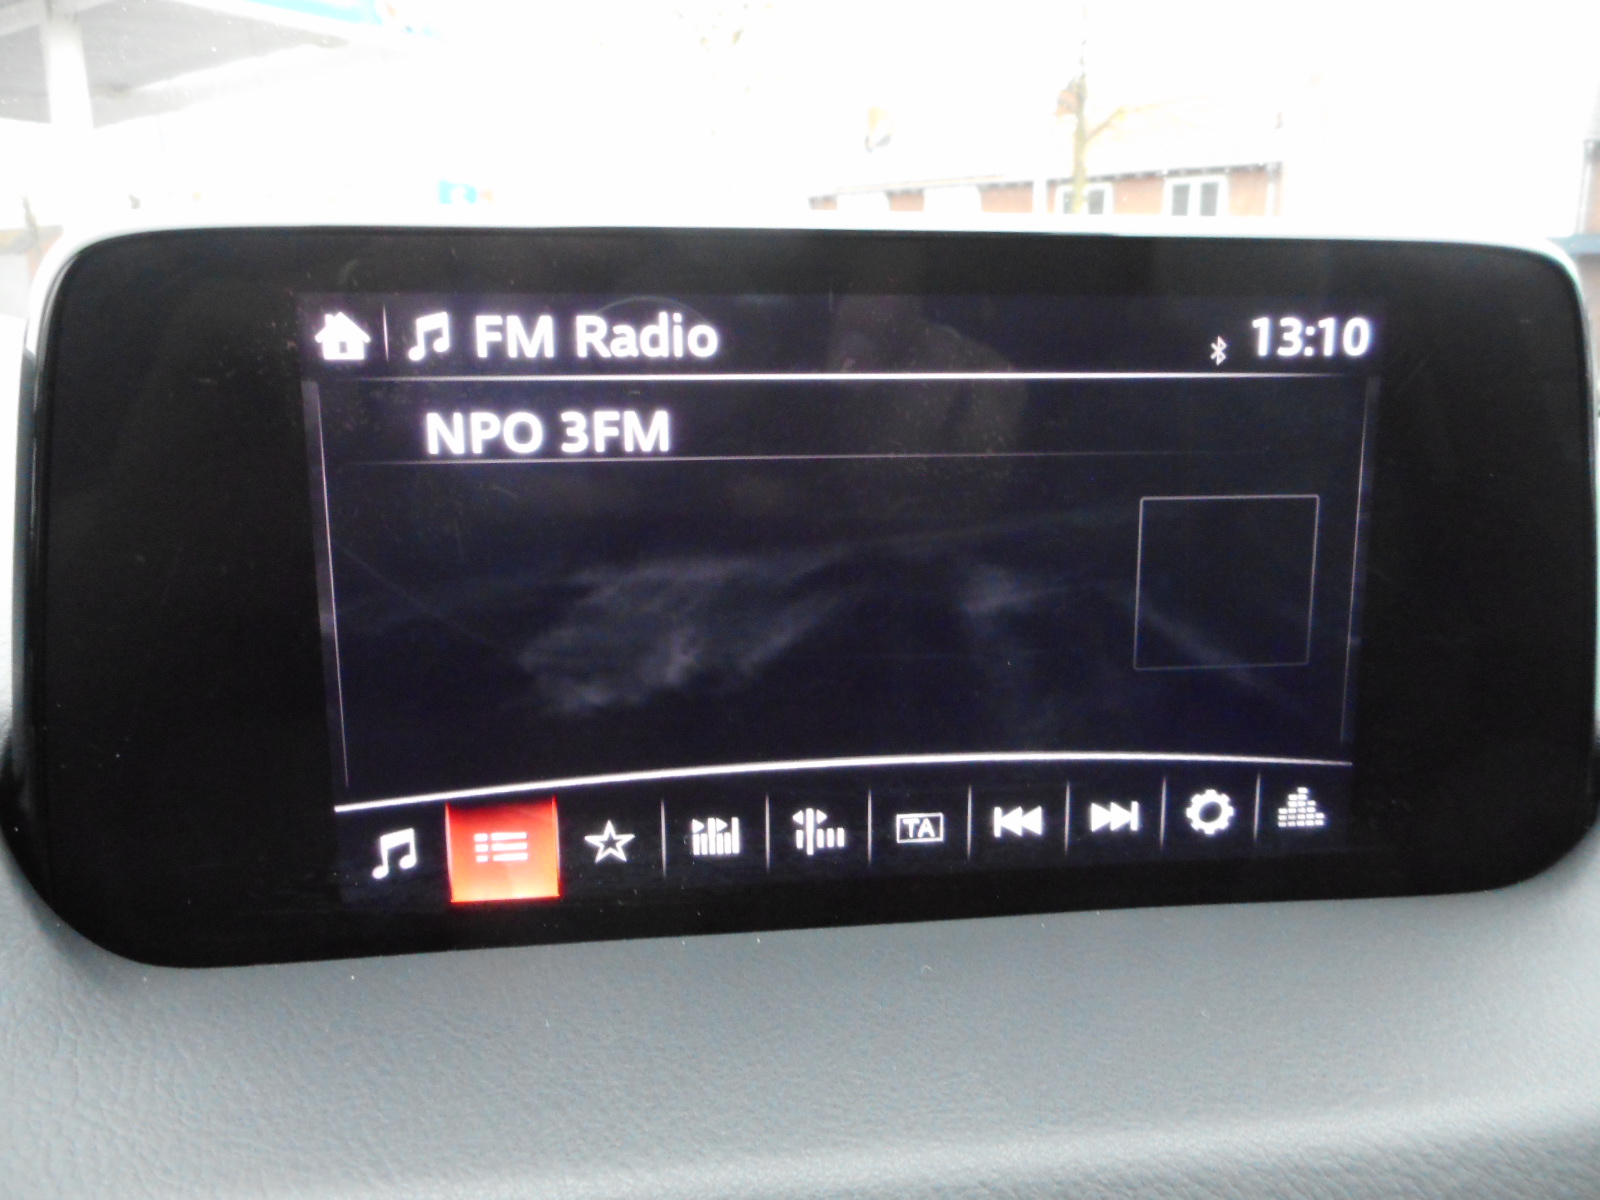 FM Radio
13:10
NPO 3FM
TA